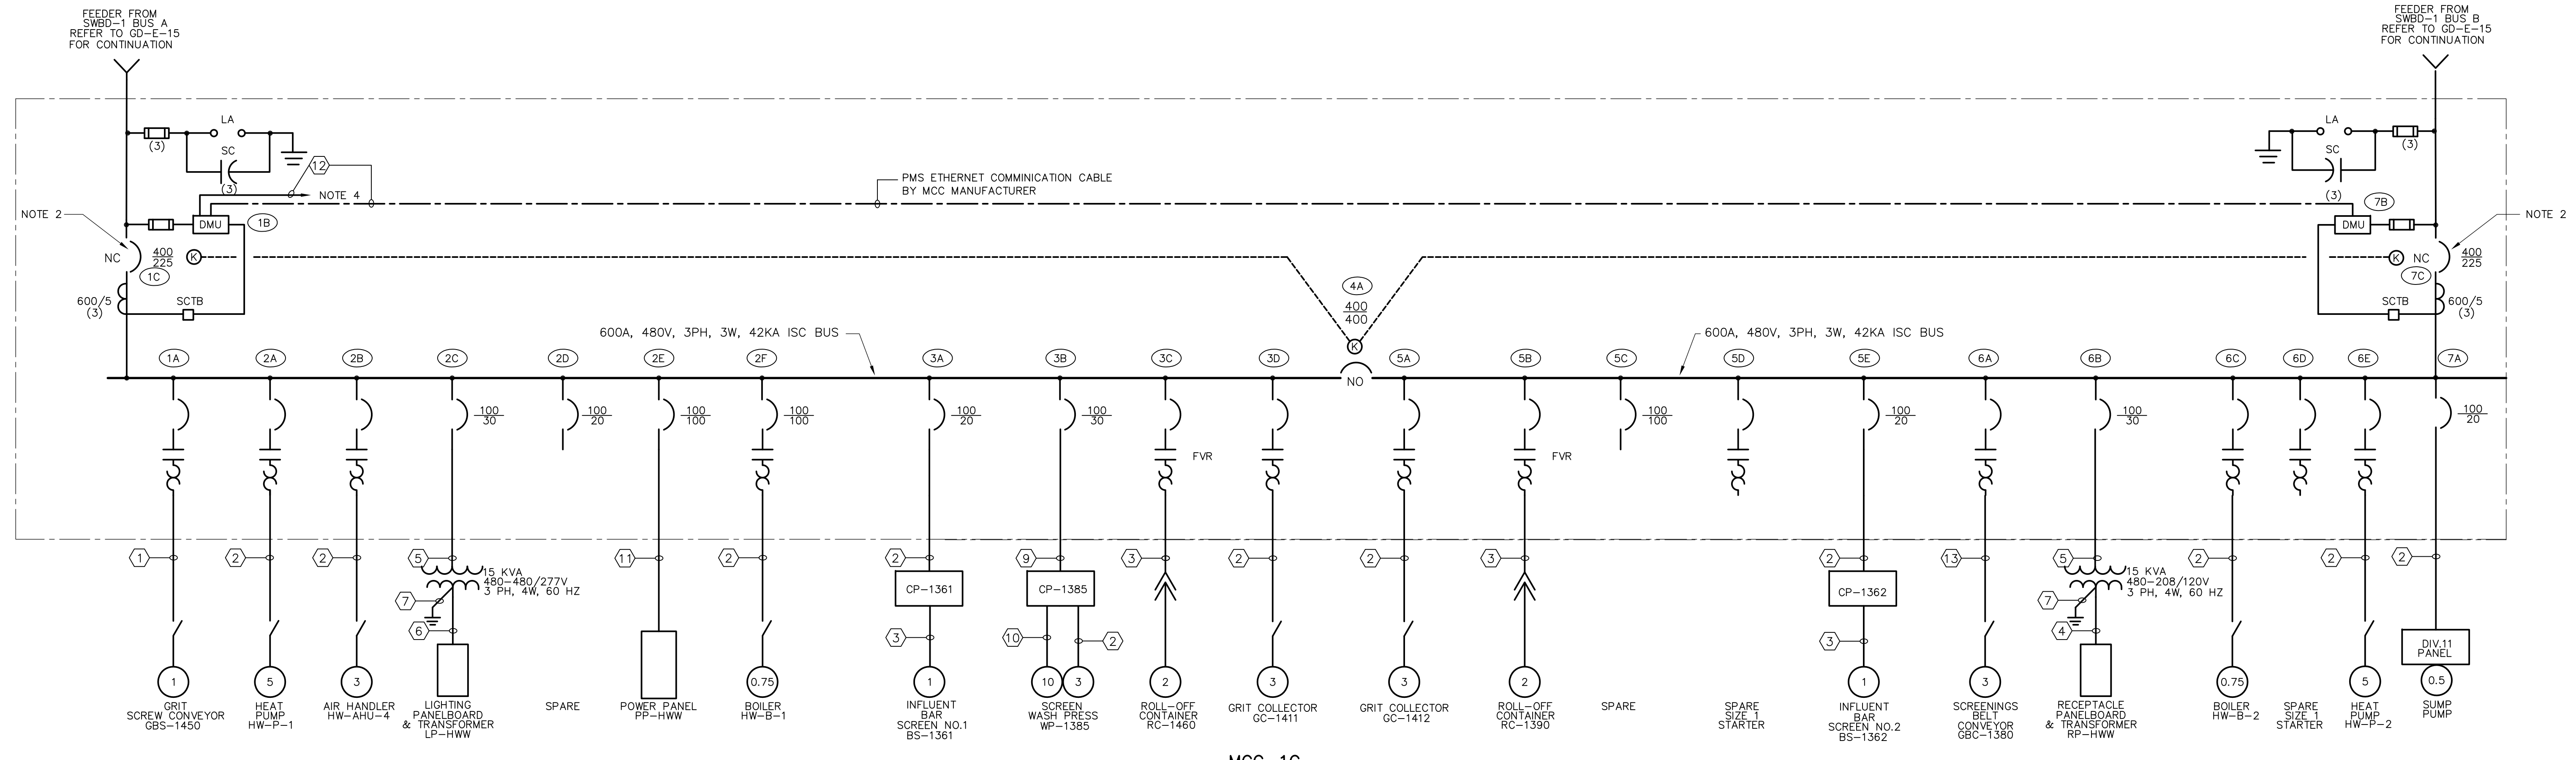 FEEDER FROM
SWBD-1 BUS A
REFER TO GD-E-15
FOR CONTINUATION
FEEDER FROM
SWBD-1 BUS B
REFER TO GD-E-15
FOR CONTINUATION
LA
(3)
SC
(3)
12
NOTE 4
PMS ETHERNET COMMINICATION CABLE
BY MCC MANUFACTURER
LA
(3)
SC
(3)
NOTE 2
DMU
1B
7B
DMU
NOTE 2
NC
400
225
K
1C
600/5
(3)
SCTB
4A
400
400
K
NO
K
NC
400
225
7C
SCTB
600/5
(3)
600A, 480V, 3PH, 3W, 42KA ISC BUS
600A, 480V, 3PH, 3W, 42KA ISC BUS
1A
2A
2B
2C
2D
2E
2F
3A
3B
3C
3D
5A
5B
5C
5D
5E
6A
6B
6C
6D
6E
7A
100
30
100
20
100
100
100
100
100
20
100
30
100
100
100
20
100
30
100
20
FVR
FVR
1
2
2
5
11
2
2
9
3
2
2
3
2
13
5
2
2
2
15 KVA
480-480/277V
3 PH, 4W, 60 HZ
7
6
CP-1361
3
CP-1385
10
2
CP-1362
3
15 KVA
480-208/120V
3 PH, 4W, 60 HZ
7
4
DIV.11
PANEL
1
5
3
0.75
1
10
3
2
3
3
2
1
3
0.75
5
0.5
GRIT
SCREW CONVEYOR
GBS-1450
HEAT
PUMP
HW-P-1
AIR HANDLER
HW-AHU-4
LIGHTING
PANELBOARD
& TRANSFORMER
LP-HWW
SPARE
POWER PANEL
PP-HWW
BOILER
HW-B-1
INFLUENT
BAR
SCREEN NO.1
BS-1361
SCREEN
WASH PRESS
WP-1385
ROLL-OFF
CONTAINER
RC-1460
GRIT COLLECTOR
GC-1411
GRIT COLLECTOR
GC-1412
ROLL-OFF
CONTAINER
RC-1390
SPARE
SPARE
SIZE 1
STARTER
INFLUENT
BAR
SCREEN NO.2
BS-1362
SCREENINGS
BELT
CONVEYOR
GBC-1380
RECEPTACLE
PANELBOARD
& TRANSFORMER
RP-HWW
BOILER
HW-B-2
SPARE
SIZE 1
STARTER
HEAT
PUMP
HW-P-2
SUMP
PUMP